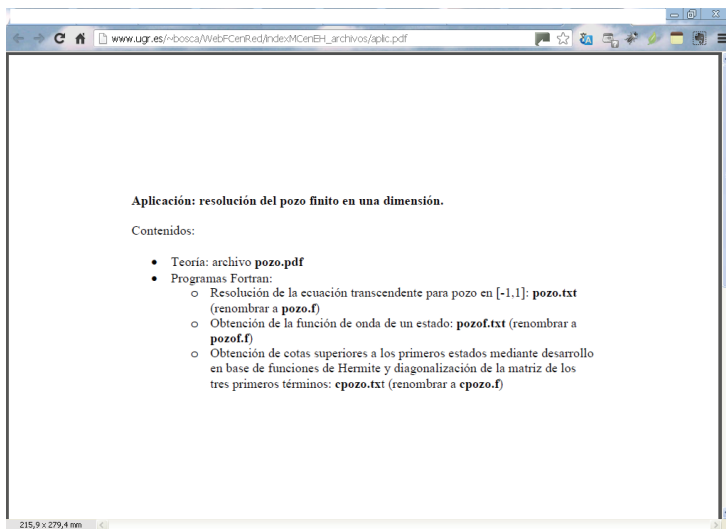 www.ugr.es/~bosca/WebFCenRed/indexMCenEH_archivos/aplic.pdf
Aplicación: resolución del pozo finito en una dimensión.
Contenidos:
• Teoría: archivo pozo.pdf
• Programas Fortran:
o Resolución de la ecuación transcendente para pozo en [-1,1]: pozo.txt
(renombrar a pozo.f)
o Obtención de la función de onda de un estado: pozof.txt (renombrar a
pozof.f)
o Obtención de cotas superiores a los primeros estados mediante desarrollo
en base de funciones de Hermite y diagonalización de la matriz de los
tres primeros términos: cpozo.txt (renombrar a cpozo.f)
215,9 x 279,4 mm